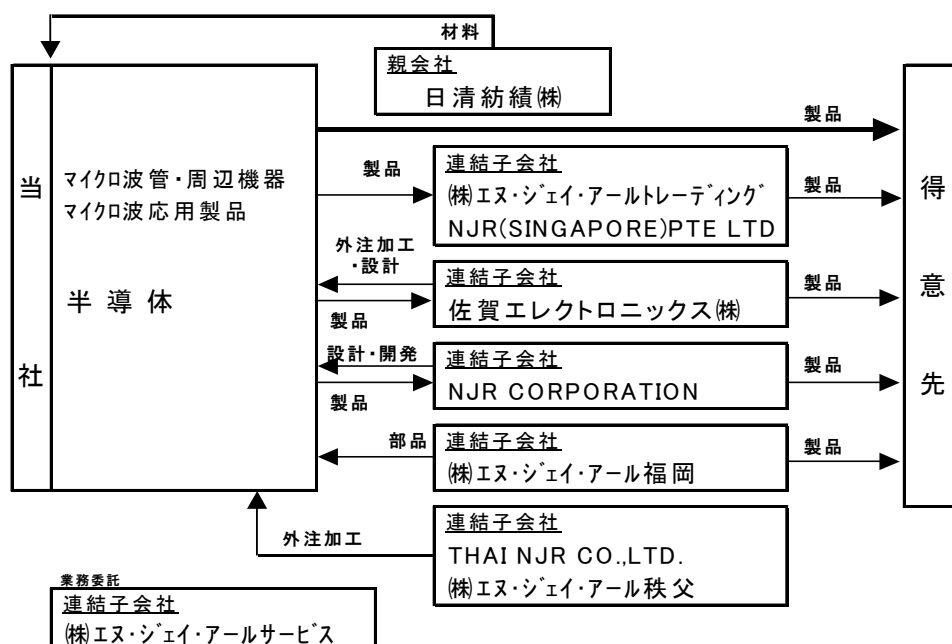 材料
親会社
日清紡績㈱
当社
マイクロ波管・周辺機器
マイクロ波応用製品
半導体
製品
製品
連結子会社
㈱エヌ・ジェイ・アールトレーディング
NJR(SINGAPORE)PTE LTD
製品
外注加工
・設計
製品
連結子会社
佐賀エレクトロニックス㈱
製品
設計・開発
製品
連結子会社
NJR CORPORATION
製品
部品
連結子会社
㈱エヌ・ジェイ・アール福岡
製品
得意先
外注加工
連結子会社
THAI NJR CO.,LTD.
㈱エヌ・ジェイ・アール秩父
業務委託
連結子会社
㈱エヌ・ジェイ・アールサービス